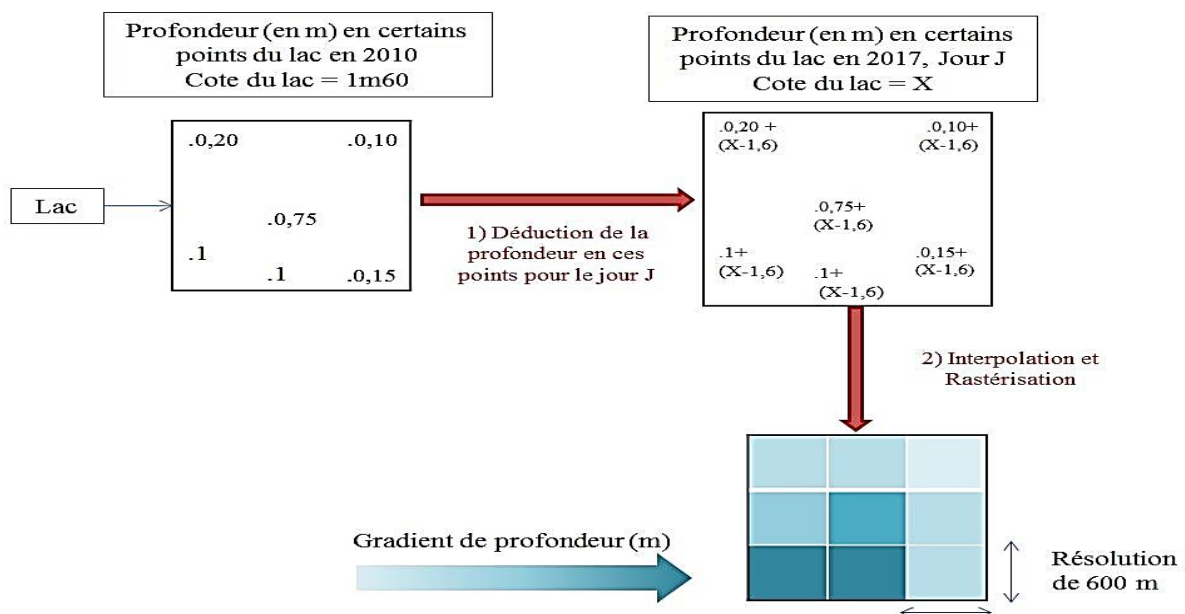 Profondeur (en m) en certains
points du lac en 2010
Cote du lac = 1m60
Profondeur (en m) en certains
points du lac en 2017, Jour J
Cote du lac = X
Lac
.0,20
.0,10
.0,75
.1
.1
.0,15
1) Déduction de la
profondeur en ces
points pour le jour J
.0,20 +
(X-1,6)
.0,10+
(X-1,6)
.0,75+
(X-1,6)
.1+
(X-1,6)
.1+
(X-1,6)
.0,15+
(X-1,6)
2) Interpolation et
Rastérisation
Gradient de profondeur (m)
Résolution
de 600 m